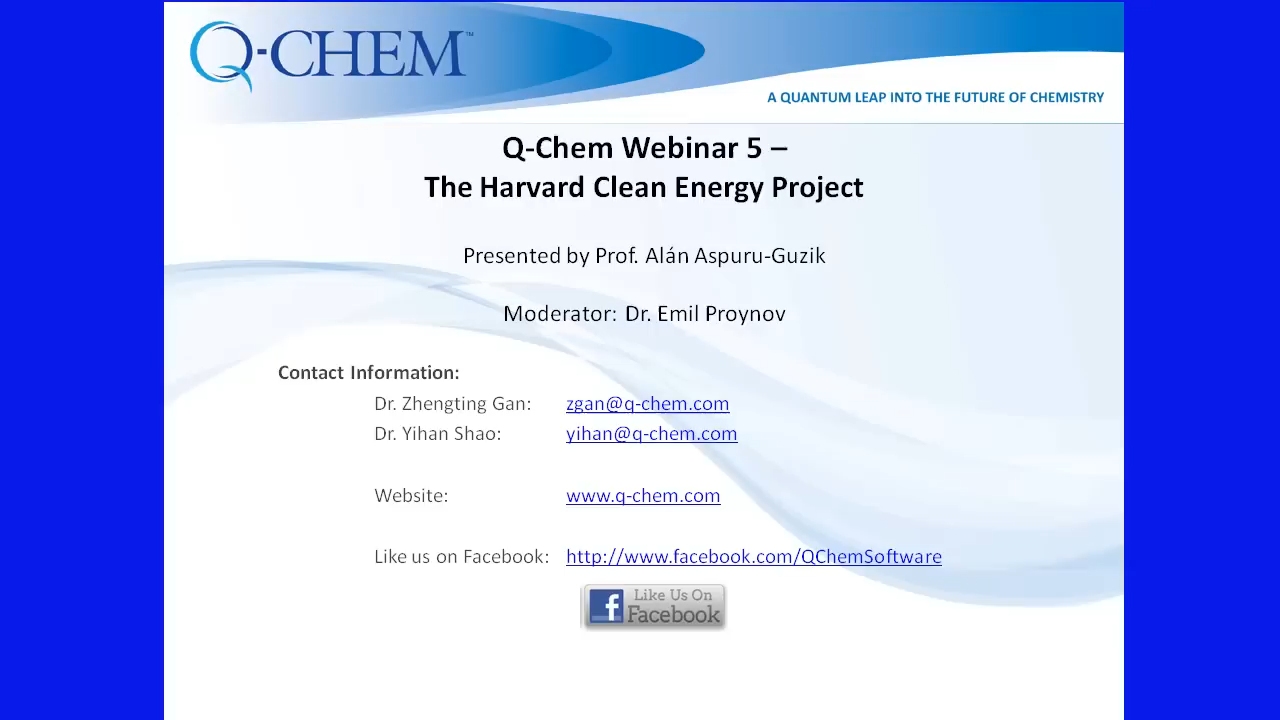 Q-CHEM™
A QUANTUM LEAP INTO THE FUTURE OF CHEMISTRY
Q-Chem Webinar 5 –
The Harvard Clean Energy Project
Presented by Prof. Alán Aspuru-Guzik
Moderator: Dr. Emil Proynov
Contact Information:
Dr. Zhengting Gan: zgan@q-chem.com
Dr. Yihan Shao: yihan@q-chem.com
Website: www.q-chem.com
Like us on Facebook: http://www.facebook.com/QChemSoftware
f Like Us On
Facebook